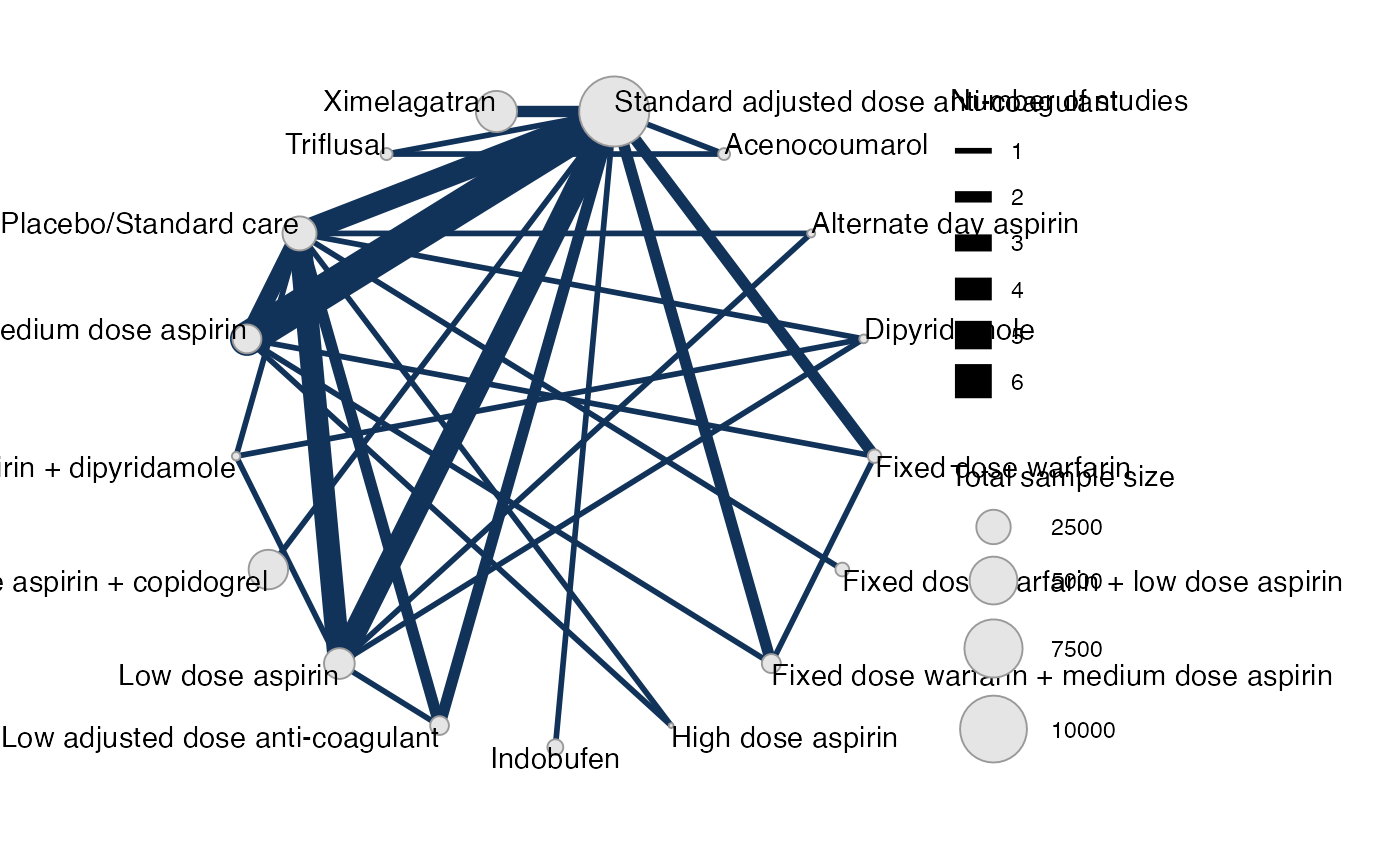 Ximelagatran
Standard adjusted dose anti-coagulant
Number of studies
Triflusal
Acenocoumarol
1
2
Placebo/Standard care
Alternate day aspirin
3
4
edium dose aspirin
Dipyridamole
5
6
irin + dipyridamole
Fixed dose warfarin
Total sample size
2500
e aspirin + copidogrel
Fixed dose warfarin + low dose aspirin
5000
7500
Low dose aspirin
Fixed dose warfarin + medium dose aspirin
Low adjusted dose anti-coagulant
High dose aspirin
10000
Indobufen